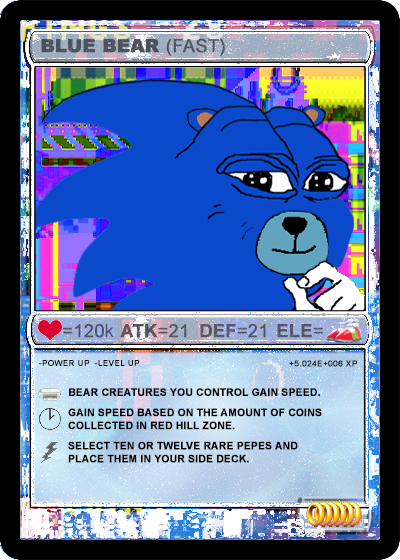 BLUE BEAR (FAST)
=120k ATK=21 DEF=21 ELE=
-POWER UP -LEVEL UP +5.024E+006 XP
BEAR CREATURES YOU CONTROL GAIN SPEED.
GAIN SPEED BASED ON THE AMOUNT OF COINS
COLLECTED IN RED HILL ZONE.
SELECT TEN OR TWELVE RARE PEPES AND
PLACE THEM IN YOUR SIDE DECK.